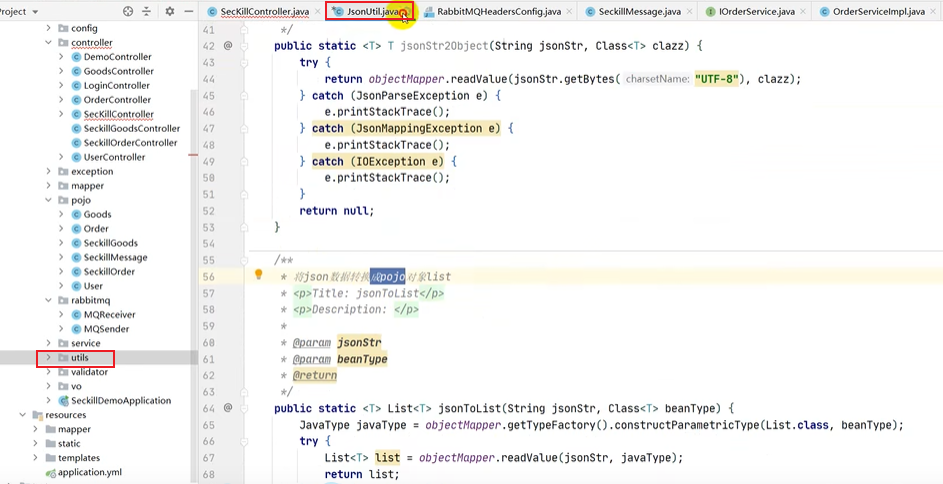 Project
SecKillController.java
JsonUtil.java
RabbitMQHeadersConfig.java
SeckillMessage.java
IOrderService.java
OrderServiceImpl.java
config
controller
DemoController
GoodsController
LoginController
OrderController
SecKillController
SeckillGoodsController
SeckillOrderController
UserController
exception
mapper
pojo
Goods
Order
SeckillGoods
SeckillMessage
SeckillOrder
User
rabbitmq
MQReceiver
MQSender
service
utils
validator
vo
SeckillDemoApplication
resources
mapper
static
templates
application.yml
41 */
42 @ public static <T> T jsonStr2Object(String jsonStr, Class<T> clazz) {
43 try {
44 return objectMapper.readValue(jsonStr.getBytes( charsetName: "UTF-8"), clazz);
45 } catch (JsonParseException e) {
46 e.printStackTrace();
47 } catch (JsonMappingException e) {
48 e.printStackTrace();
49 } catch (IOException e) {
50 e.printStackTrace();
51 }
52 return null;
53 }
54
55 /**
56 * 将json数据转换成pojo对象list
57 * <p>Title: jsonToList</p>
58 * <p>Description: </p>
59 *
60 * @param jsonStr
61 * @param beanType
62 * @return
63 */
64 @ public static <T> List<T> jsonToList(String jsonStr, Class<T> beanType) {
65 JavaType javaType = objectMapper.getTypeFactory().constructParametricType(List.class, beanType);
66 try {
67 List<T> list = objectMapper.readValue(jsonStr, javaType);
68 return list;